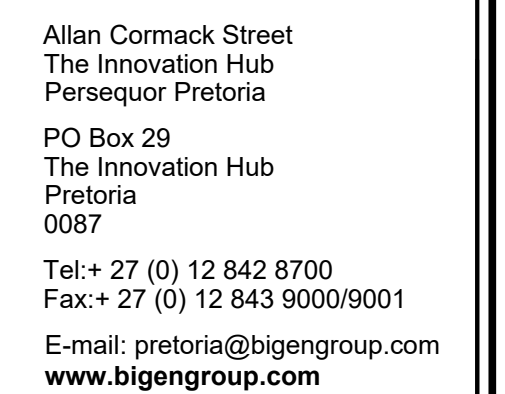 Allan Cormack Street
The Innovation Hub
Persequor Pretoria
PO Box 29
The Innovation Hub
Pretoria
0087
Tel:+ 27 (0) 12 842 8700
Fax:+ 27 (0) 12 843 9000/9001
E-mail: pretoria@bigengroup.com
www.bigengroup.com